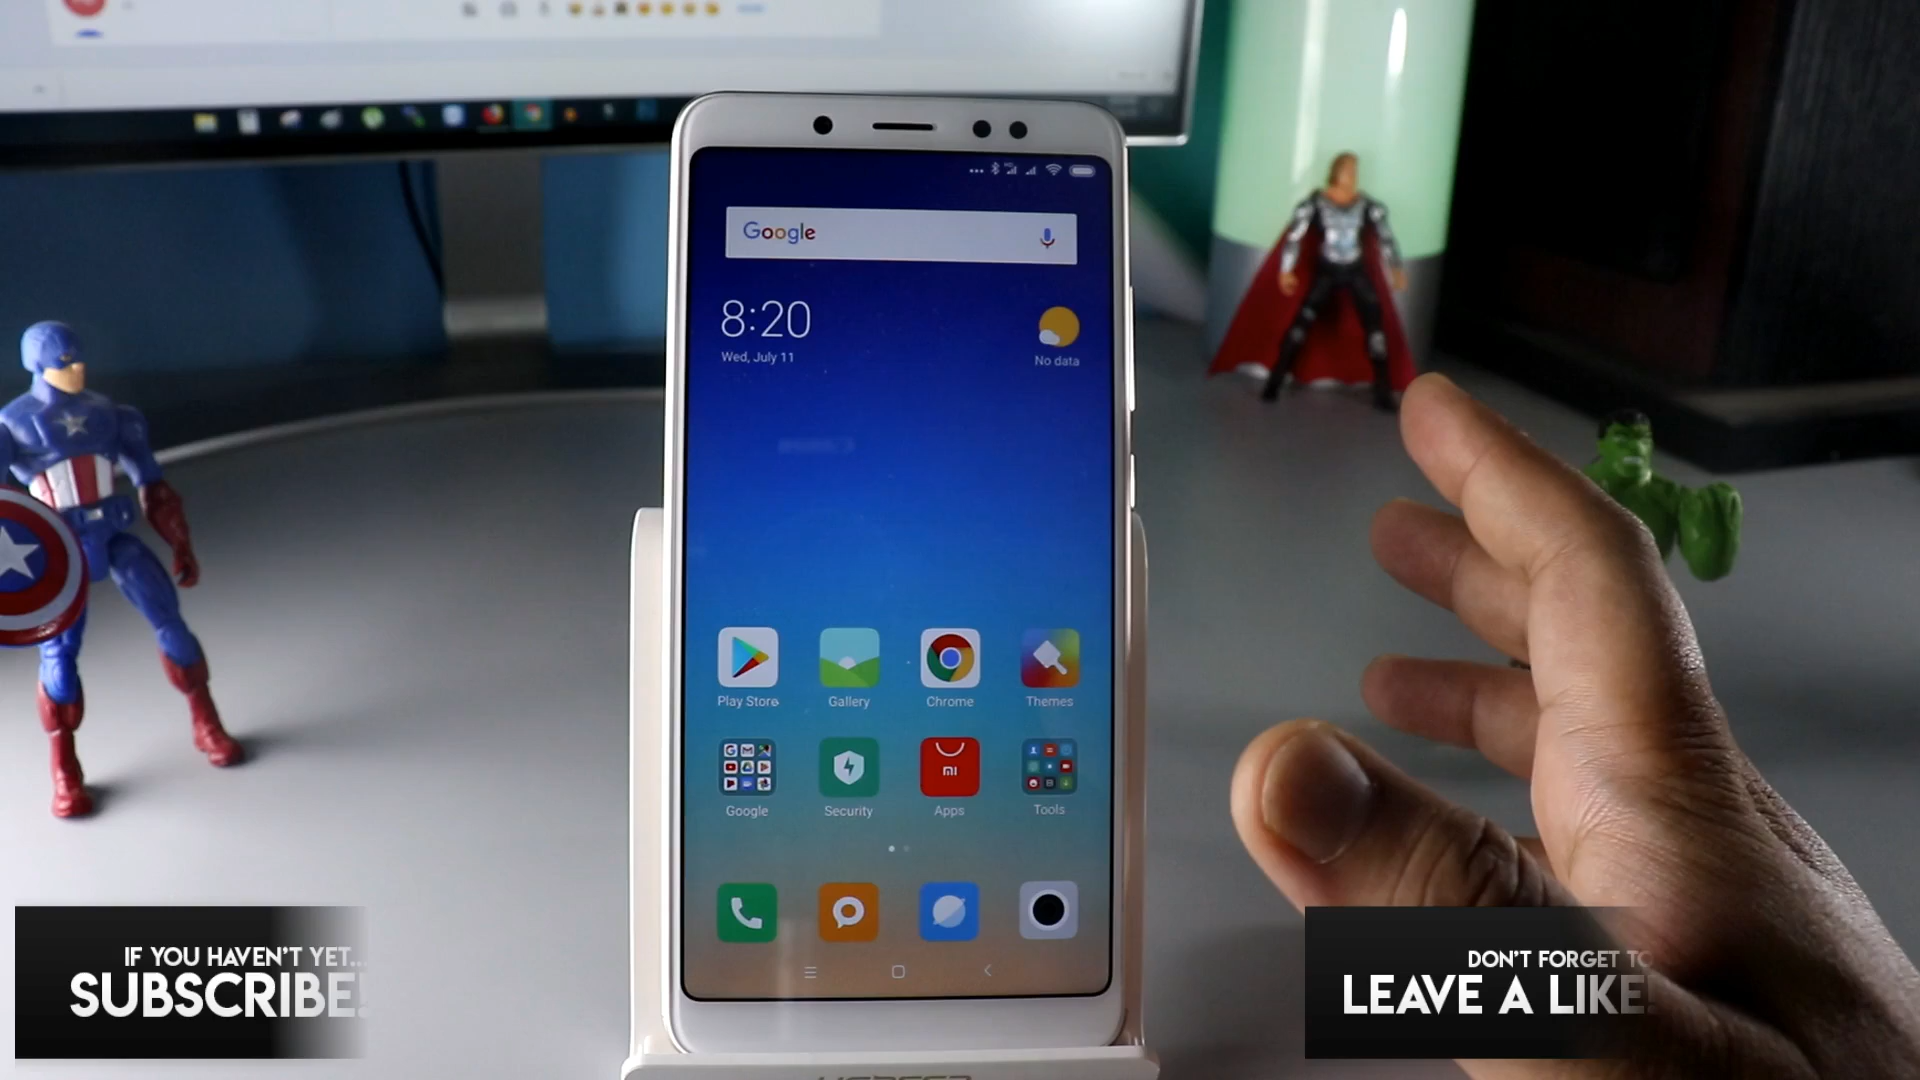 Google
8:20
Wed, July 11
No data
Play Store
Gallery
Chrome
Themes
mi
Google
Security
Apps
Tools
IF YOU HAVEN'T YET...
SUBSCRIBE!
DON'T FORGET TO
LEAVE A LIKE!